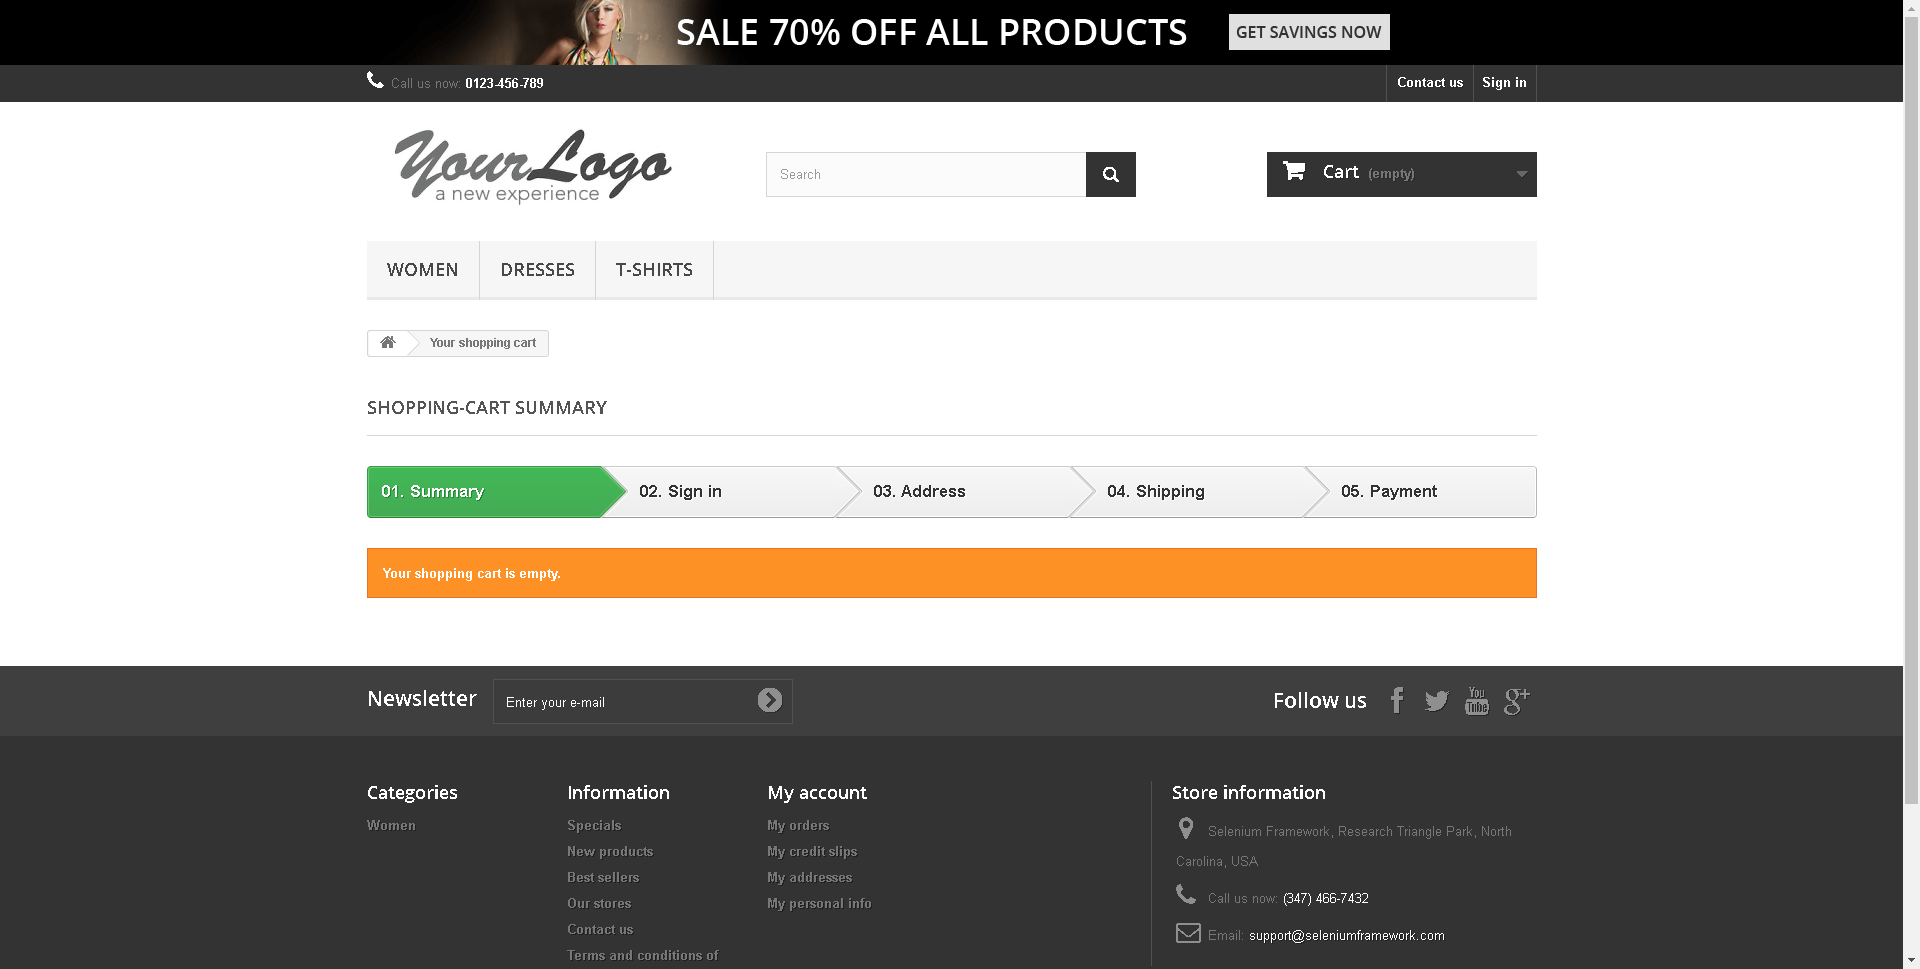 SALE 70% OFF ALL PRODUCTS
GET SAVINGS NOW
Call us now: 0123-456-789
Contact us
Sign in
YourLogo
a new experience
Search
Cart (empty)
WOMEN
DRESSES
T-SHIRTS
Your shopping cart
SHOPPING-CART SUMMARY
01. Summary
02. Sign in
03. Address
04. Shipping
05. Payment
Your shopping cart is empty.
Newsletter
Enter your e-mail
Follow us
You
Tube
g+
Categories
Women
Information
Specials
New products
Best sellers
Our stores
Contact us
Terms and conditions of
My account
My orders
My credit slips
My addresses
My personal info
Store information
Selenium Framework, Research Triangle Park, North
Carolina, USA
Call us now: (347) 466-7432
Email: support@seleniumframework.com